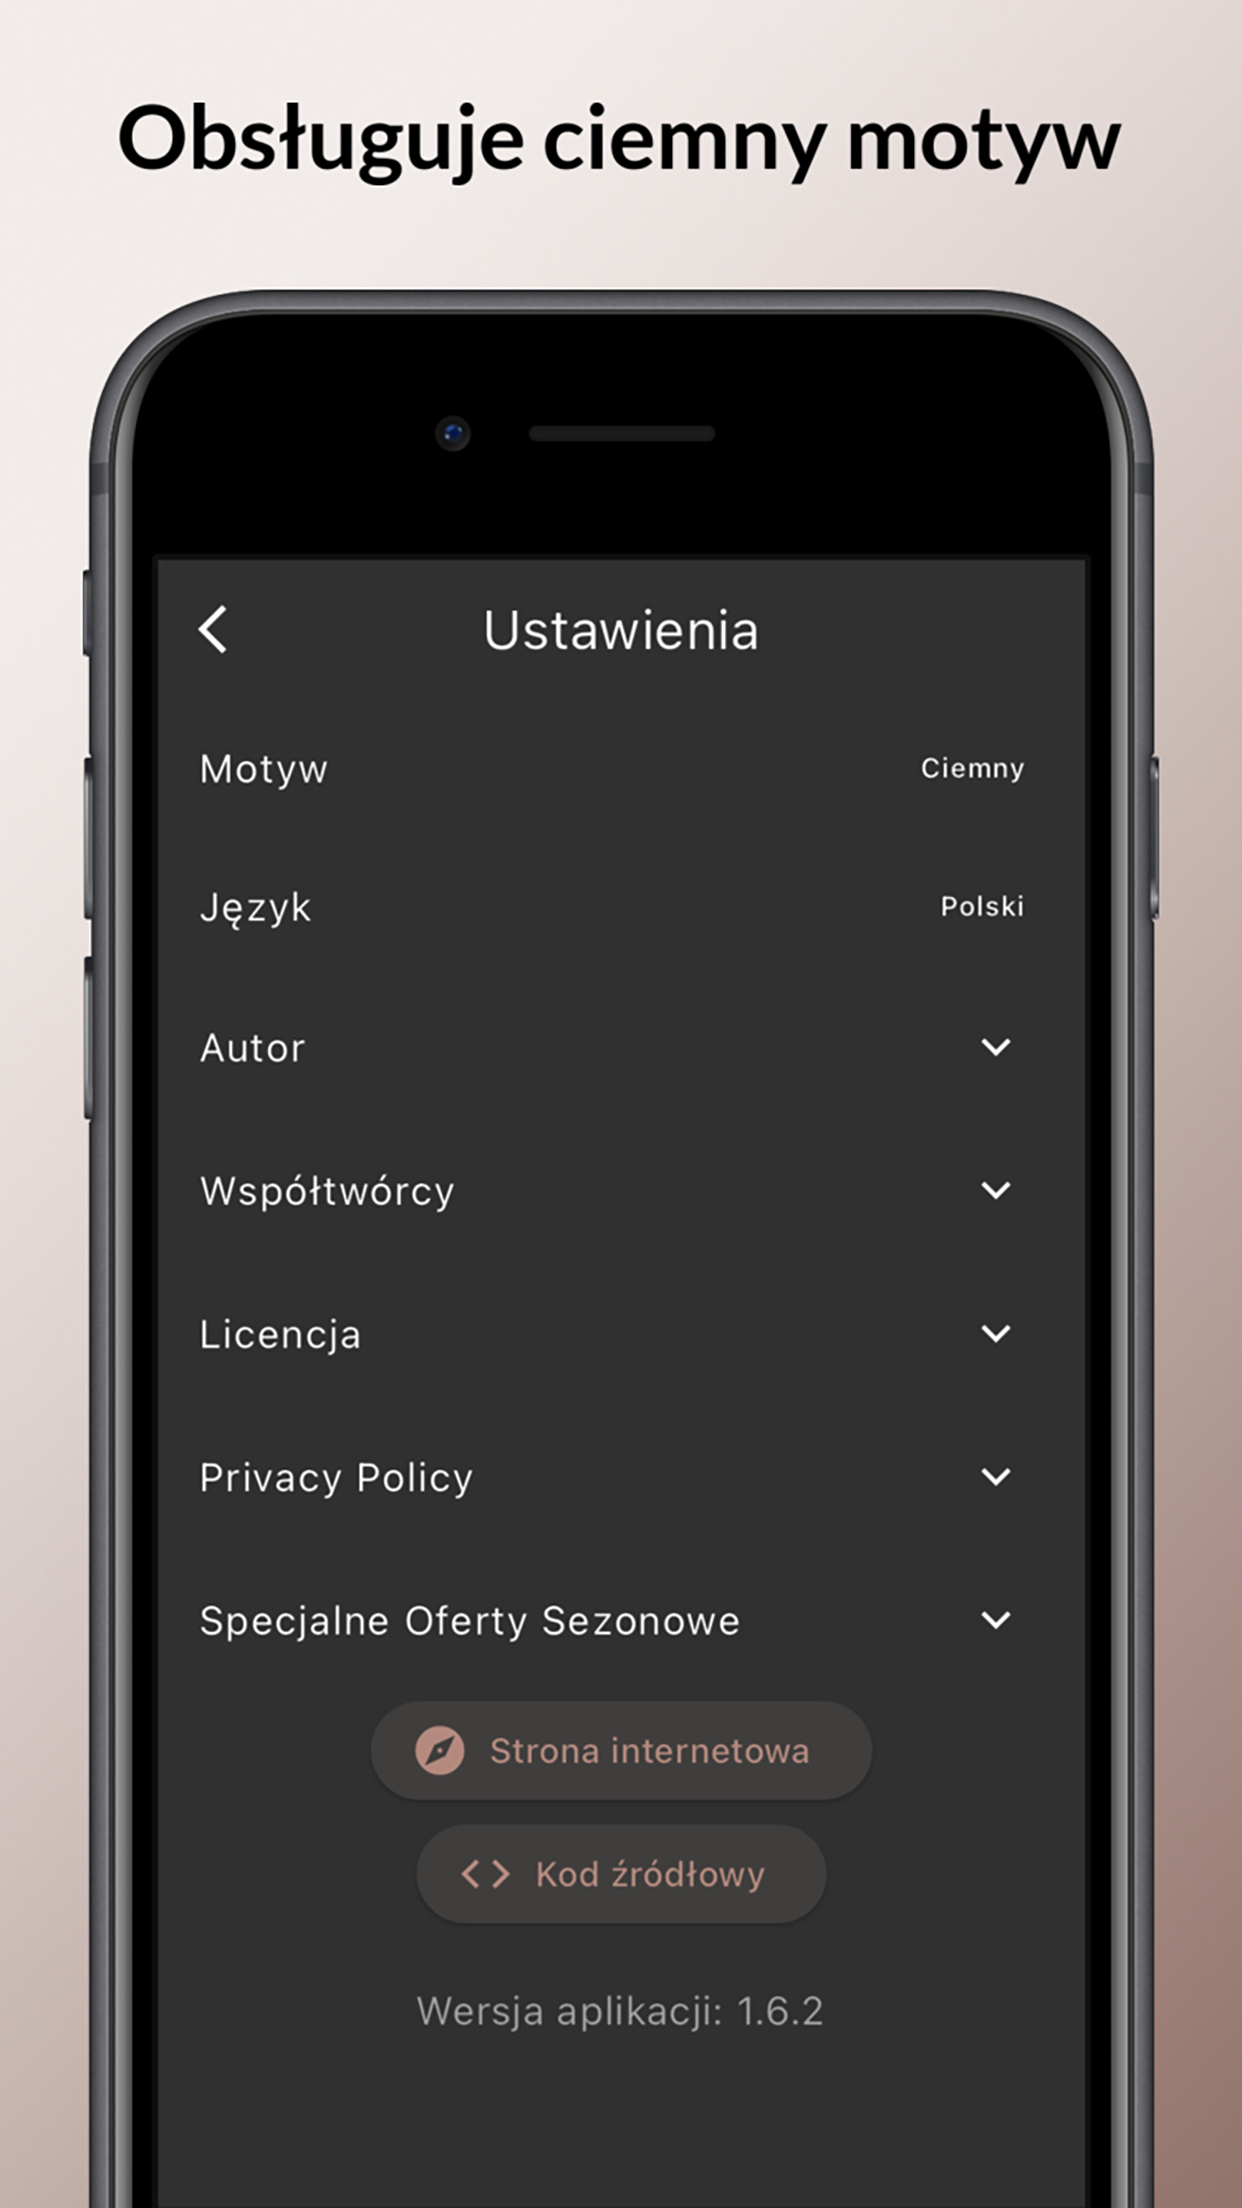 Obsługuje ciemny motyw
Ustawienia
Motyw
Ciemny
Język
Polski
Autor
Współtwórcy
Licencja
Privacy Policy
Specjalne Oferty Sezonowe
Strona internetowa
Kod źródłowy
Wersja aplikacji: 1.6.2